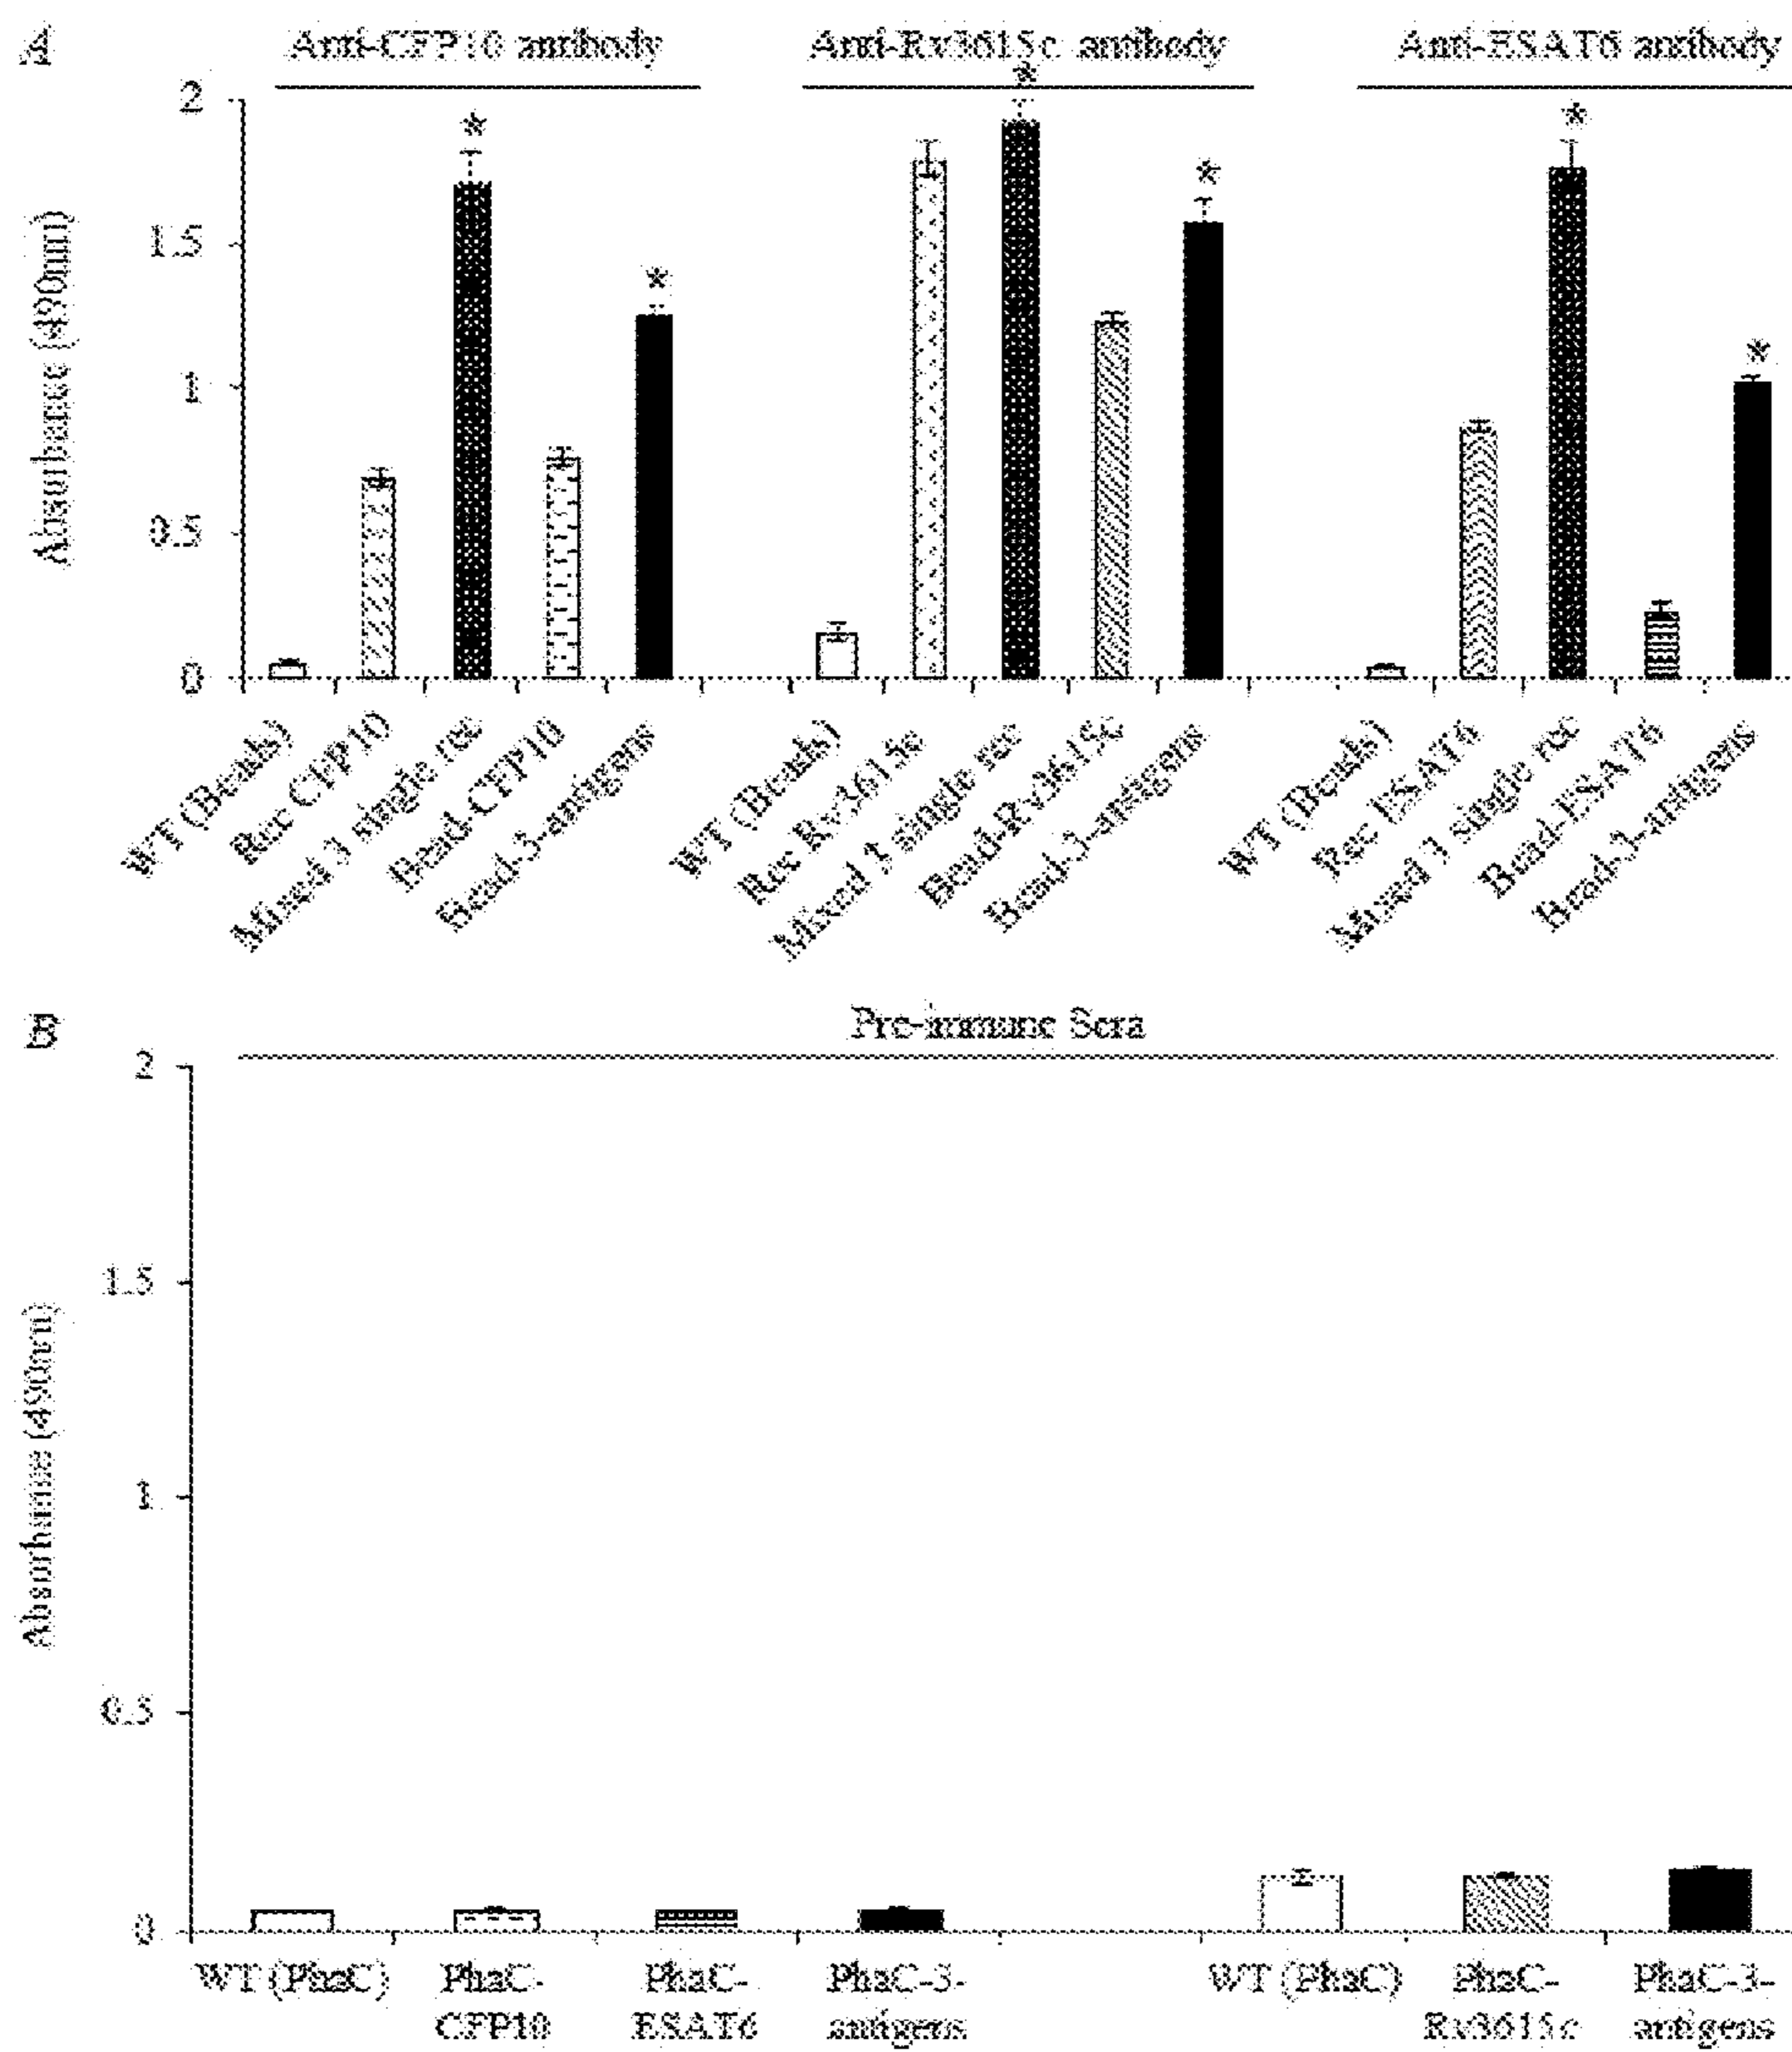 A
Anti-CFP10 antibody
Anti-Rv3615c antibody
Anti-ESAT6 antibody
2
1.5
1
0.5
0
Absorbance (490nm)
*
*
*
*
*
*
WT (Beads)
Rec CFP10
Mixed 3 single rec
Bead-CFP10
Bead-3-antigens
WT (Beads)
Rec Rv3615c
Mixed 3 single rec
Bead-Rv3615c
Bead-3-antigens
WT (Beads)
Rec ESAT6
Mixed 3 single rec
Bead-ESAT6
Bead-3-antigens
B
Pre-immune Sera
2
1.5
1
0.5
0
Absorbance (490nm)
WT (PhaC)
PhaC-
CFP10
PhaC-
ESAT6
PhaC-3-
antigens
WT (PhaC)
PhaC-
Rv3615c
PhaC-3-
antigens